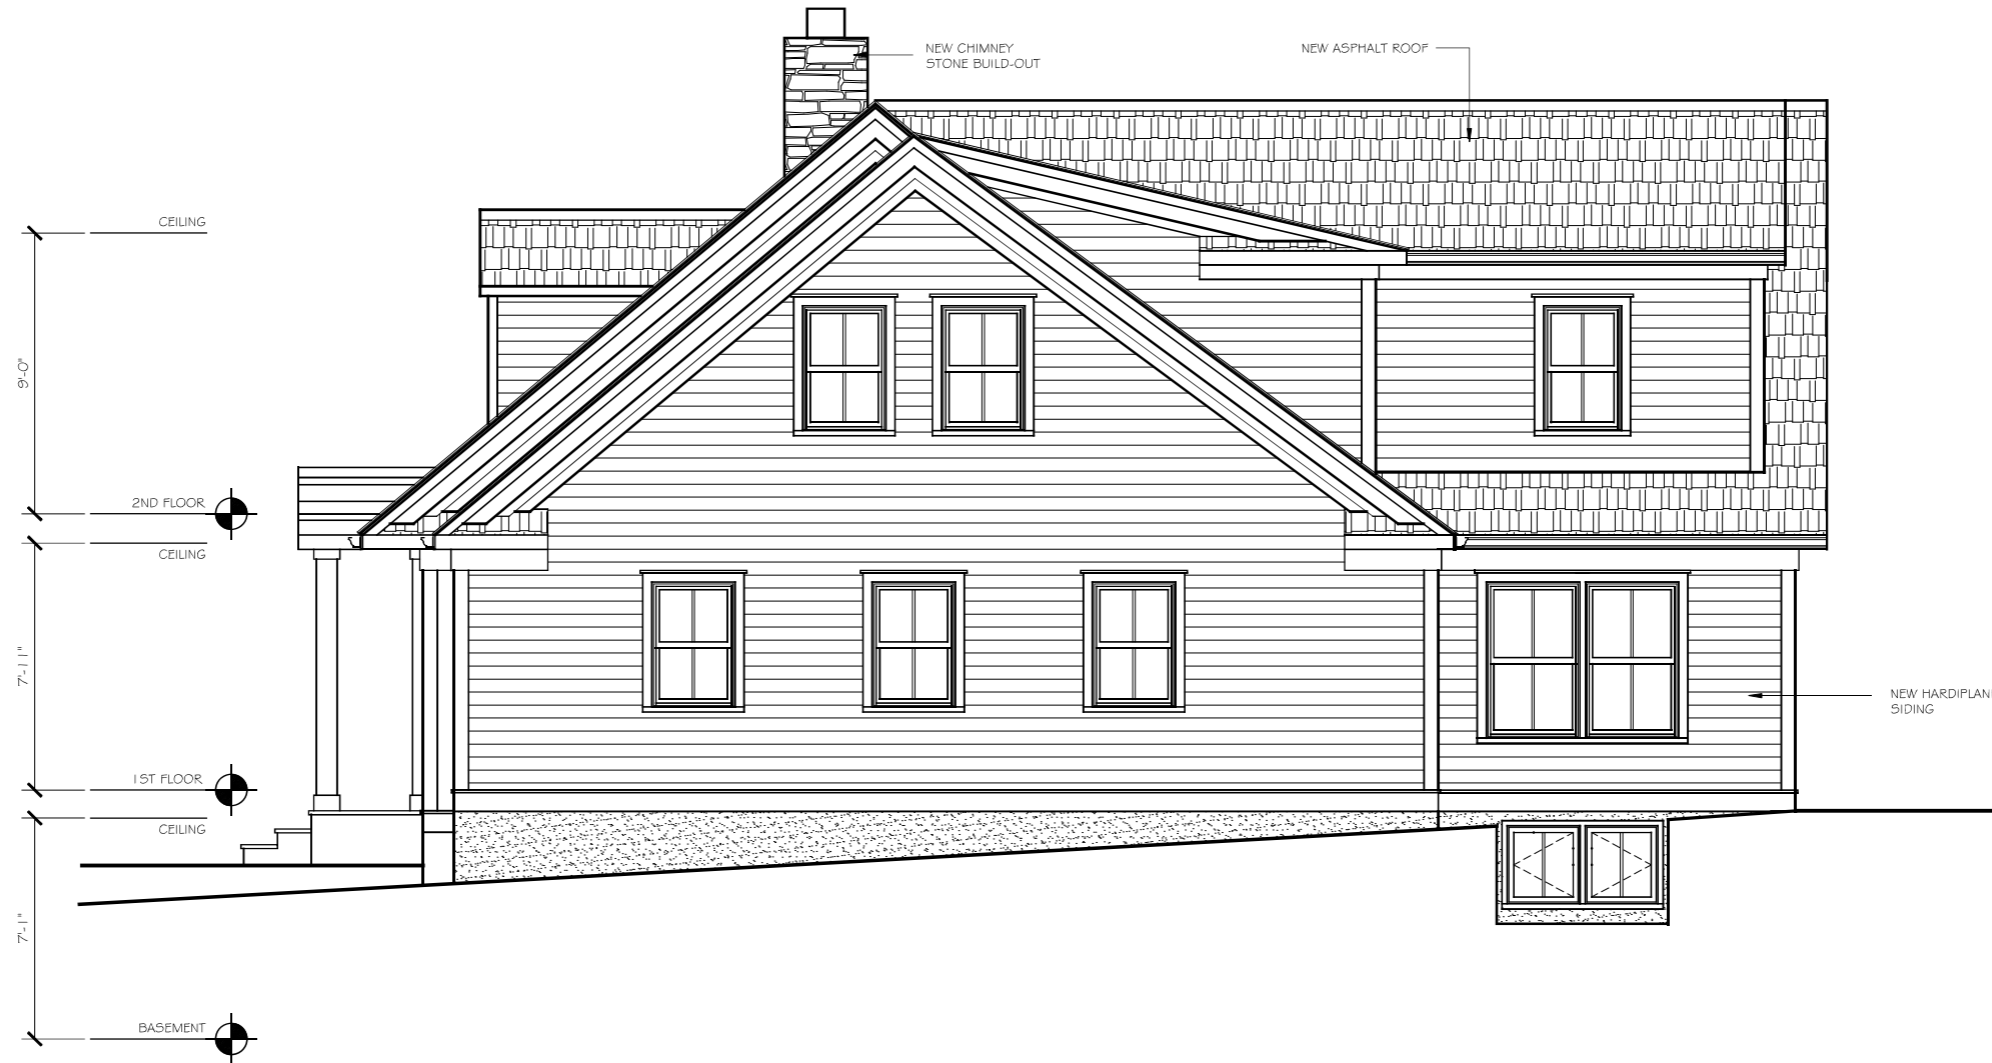 NEW CHIMNEY
STONE BUILD-OUT
NEW ASPHALT ROOF
CEILING
9'-0"
2ND FLOOR
CEILING
7'-11"
NEW HARDIPLAN
SIDING
1ST FLOOR
CEILING
7'-1"
BASEMENT